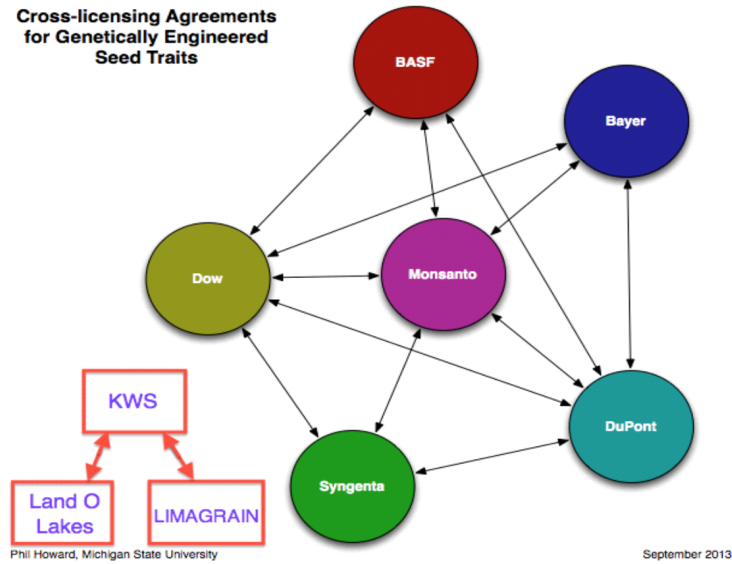 Cross-licensing Agreements
for Genetically Engineered
Seed Traits
BASF
Bayer
Dow
Monsanto
KWS
DuPont
Syngenta
Land O
Lakes
LIMAGRAIN
Phil Howard, Michigan State University
September 2013